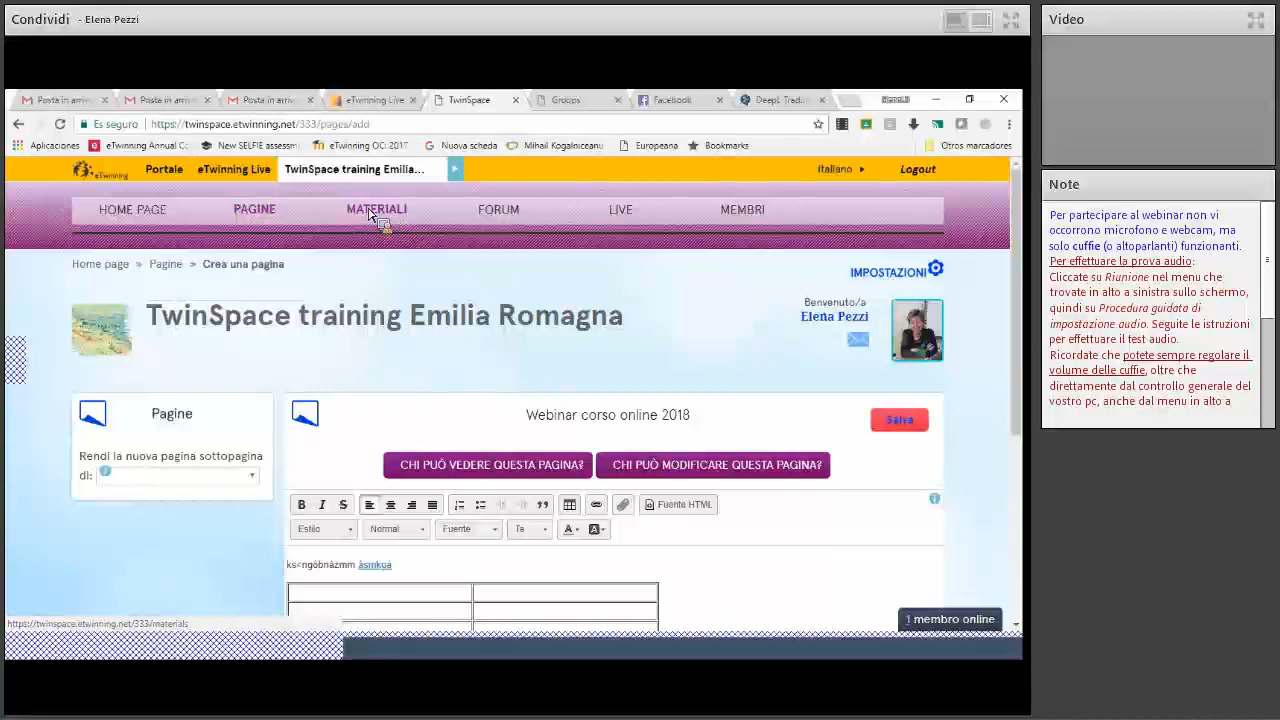 Condividi - Elena Pezzi
Video
Posta in arriv
Posta in arriv
Posta in arriv
eTwinning Live
TwinSpace
Groups
Facebook
DeepL Tradu
Es seguro
https://twinspace.etwinning.net/333/pages/add
Aplicaciones
eTwinning Annual Co
New SELFIE assessm
eTwinning OC: 2017
Nuova scheda
Mihail Kogalniceanu
Europeana
Bookmarks
Otros marcadores
eTwinning
Portale
eTwinning Live
TwinSpace training Emilia...
Italiano
Logout
HOME PAGE
PAGINE
MATERIALI
FORUM
LIVE
MEMBRI
Home page » Pagine » Crea una pagina
IMPOSTAZIONI
TwinSpace training Emilia Romagna
Benvenuto/a
Elena Pezzi
Pagine
Rendi la nuova pagina sottopagina
di:
Webinar corso online 2018
Salva
CHI PUÒ VEDERE QUESTA PAGINA?
CHI PUÒ MODIFICARE QUESTA PAGINA?
B I S
Fuente HTML
Estilo
Normal
Fuente
Ta
A
A
https://twinspace.etwinning.net/333/materials
1 membro online
Note
Per partecipare al webinar non vi
occorrono microfono e webcam, ma
solo cuffie (o altoparlanti) funzionanti.
Per effettuare la prova audio:
Cliccate su Riunione nel menu che
trovate in alto a sinistra sullo schermo,
quindi su Procedura guidata di
impostazione audio. Seguite le istruzioni
per effettuare il test audio.
Ricordate che potete sempre regolare il
volume delle cuffie, oltre che
direttamente dal controllo generale del
vostro pc, anche dal menu in alto a